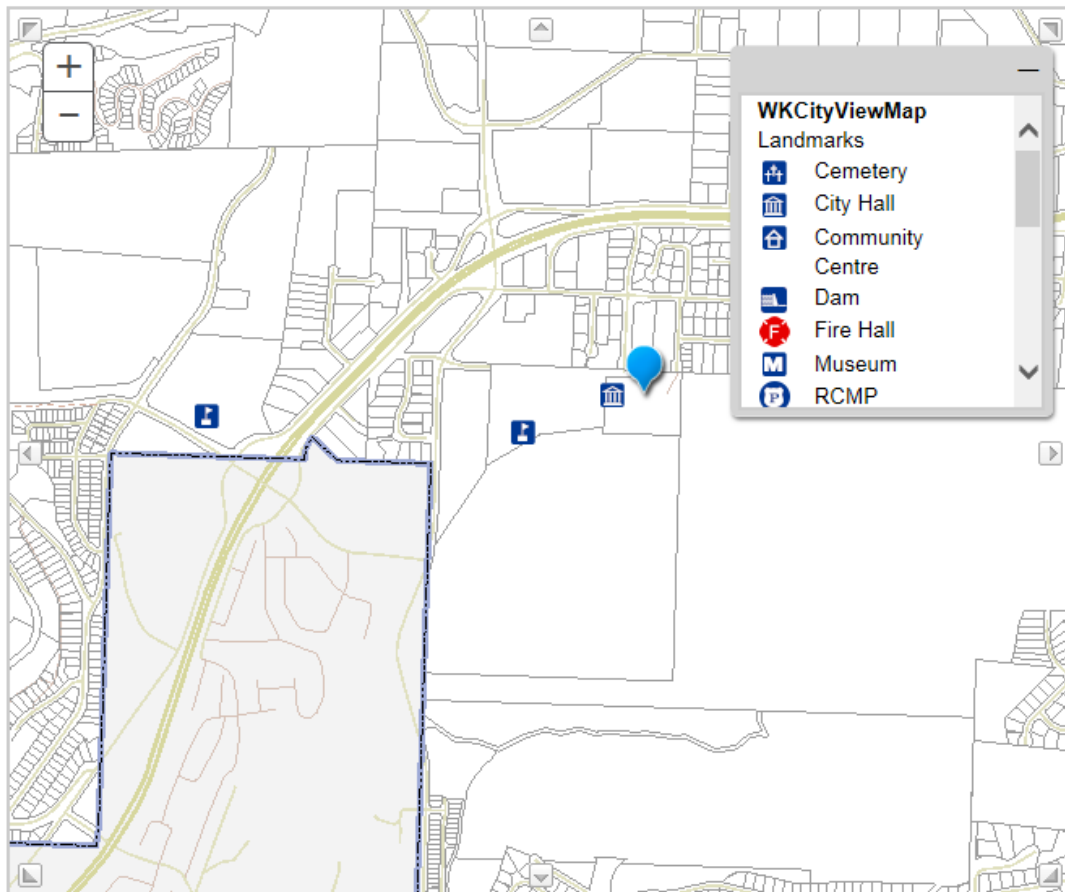 +
−
WKCityViewMap
Landmarks
Cemetery
City Hall
Community
Centre
Dam
F
Fire Hall
M
Museum
P
RCMP